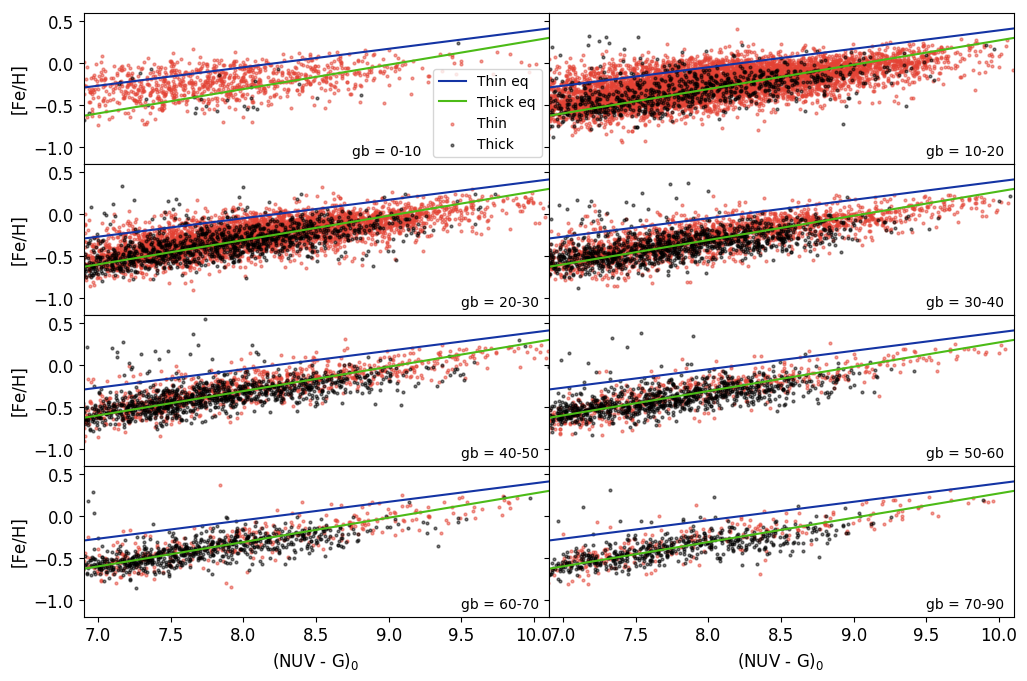 0.5
0.0
−0.5
−1.0
[Fe/H]
Thin eq
Thick eq
Thin
Thick
gb = 0-10
gb = 10-20
0.5
0.0
−0.5
−1.0
[Fe/H]
gb = 20-30
gb = 30-40
0.5
0.0
−0.5
−1.0
[Fe/H]
gb = 40-50
gb = 50-60
0.5
0.0
−0.5
−1.0
[Fe/H]
gb = 60-70
gb = 70-90
7.0 7.5 8.0 8.5 9.0 9.5 10.0
7.0 7.5 8.0 8.5 9.0 9.5 10.0
(NUV - G)₀
(NUV - G)₀